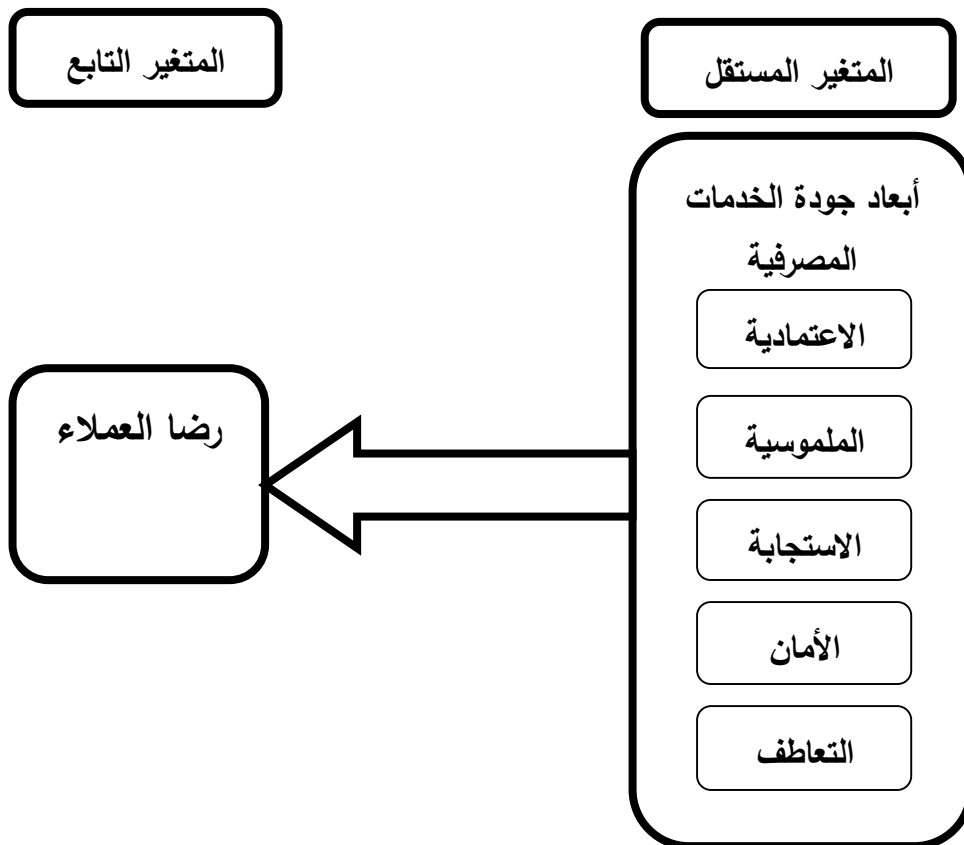 المتغير المستقل
المتغير التابع
أبعاد جودة الخدمات
المصرفية
الاعتمادية
الملموسية
الاستجابة
الأمان
التعاطف
رضا العملاء